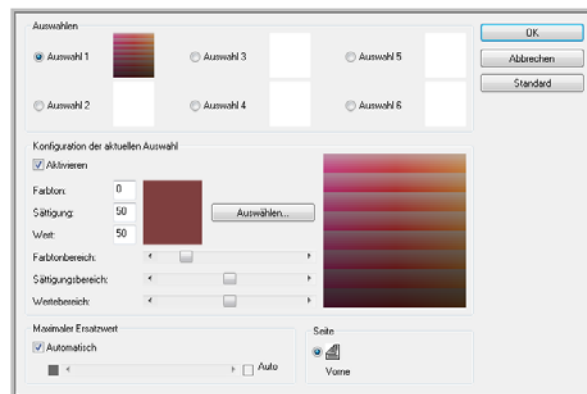 Auswahlen
Auswahl 1
Auswahl 3
Auswahl 5
Auswahl 2
Auswahl 4
Auswahl 6
OK
Abbrechen
Standard
Konfiguration der aktuellen Auswahl
Aktivieren
Farbton: 0
Sättigung: 50
Wert: 50
Auswählen...
Farbtonbereich:
Sättigungsbereich:
Wertebereich:
Maximaler Ersatzwert
Automatisch
Auto
Seite
Vorne